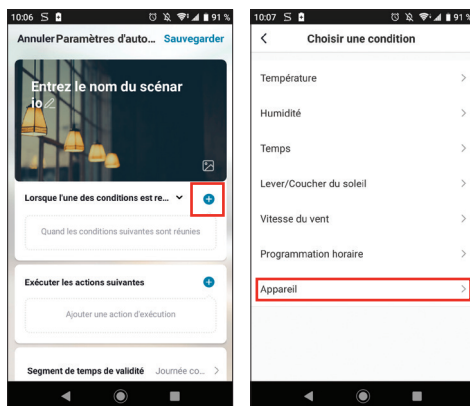 10:06 S 91 %
Annuler Paramètres d'auto... Sauvegarder
Entrez le nom du scénar
io
Lorsque l'une des conditions est re...
Quand les conditions suivantes sont réunies
Exécuter les actions suivantes
Ajouter une action d'exécution
Segment de temps de validité Journée co...
10:07 S 91 %
Choisir une condition
Température
Humidité
Temps
Lever/Coucher du soleil
Vitesse du vent
Programmation horaire
Appareil